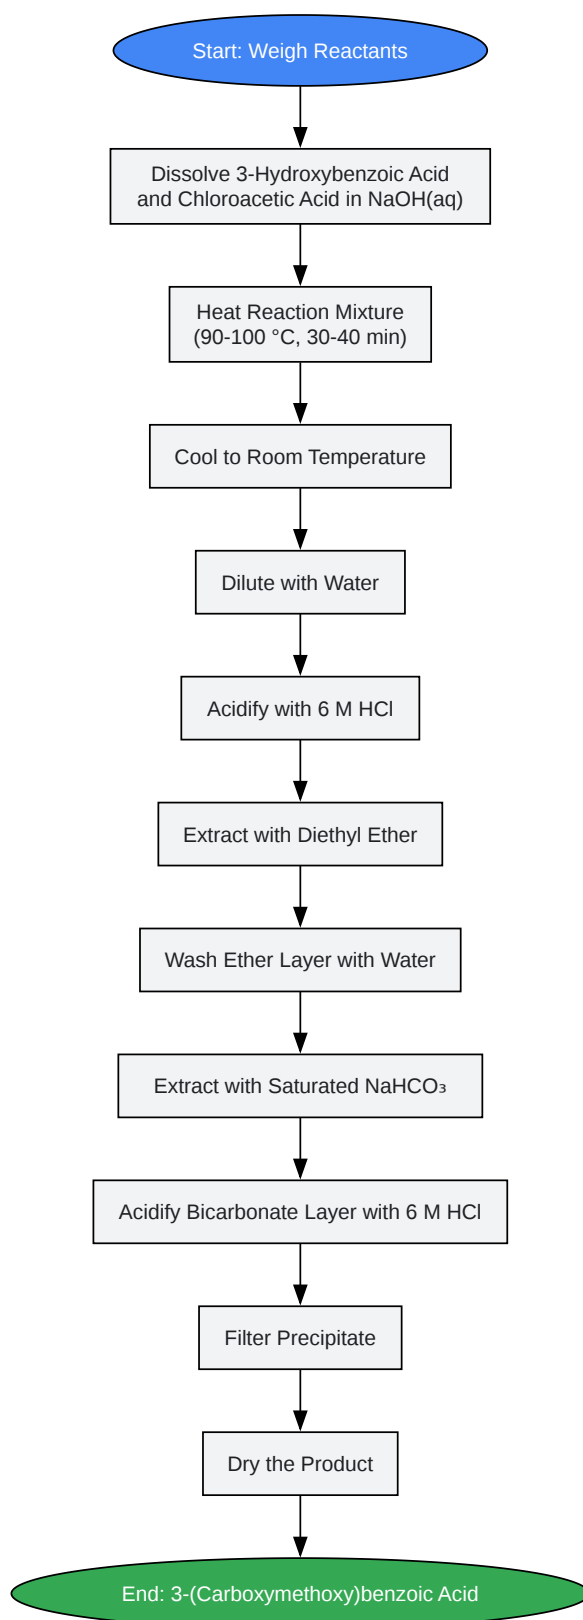 Start: Weigh Reactants
Dissolve 3-Hydroxybenzoic Acid
and Chloroacetic Acid in NaOH(aq)
Heat Reaction Mixture
(90-100 °C, 30-40 min)
Cool to Room Temperature
Dilute with Water
Acidify with 6 M HCl
Extract with Diethyl Ether
Wash Ether Layer with Water
Extract with Saturated NaHCO₃
Acidify Bicarbonate Layer with 6 M HCl
Filter Precipitate
Dry the Product
End: 3-(Carboxymethoxy)benzoic Acid